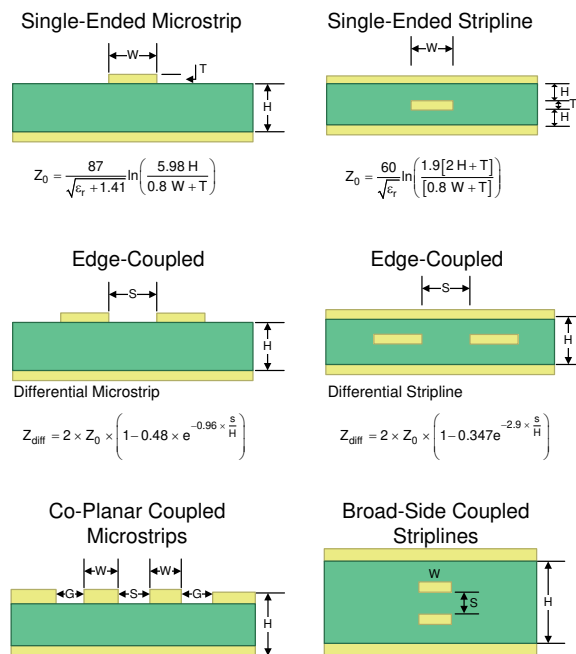 Single-Ended Microstrip
W
T
H
Z₀ = 87 / √(εᵣ + 1.41) ln(5.98 H / (0.8 W + T))
Single-Ended Stripline
W
H
T
H
Z₀ = 60 / √εᵣ ln(1.9[2 H + T] / [0.8 W + T])
Edge-Coupled
S
H
Differential Microstrip
Z_diff = 2 × Z₀ × (1 − 0.48 × e^(−0.96 × s/H))
Edge-Coupled
S
H
Differential Stripline
Z_diff = 2 × Z₀ × (1 − 0.347e^(−2.9 × s/H))
Co-Planar Coupled
Microstrips
W
W
G
S
G
H
Broad-Side Coupled
Striplines
W
S
H